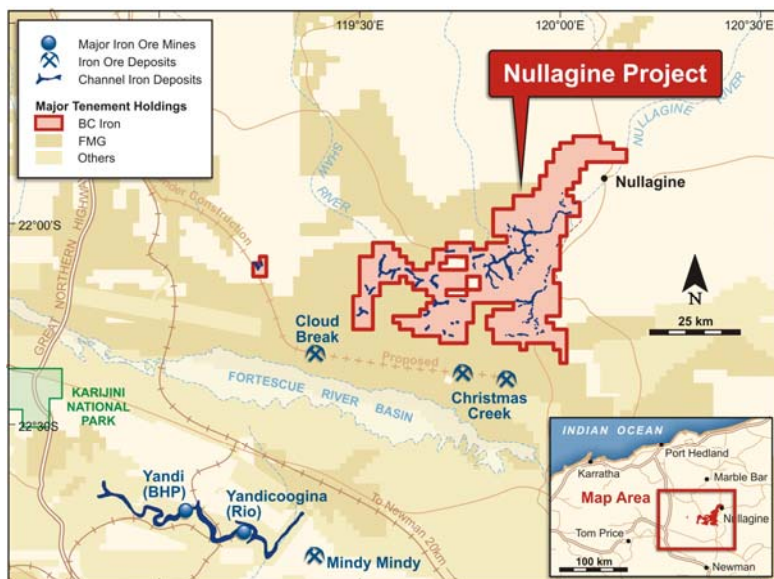 119°30'E
120°00'E
120°30'E
Major Iron Ore Mines
Iron Ore Deposits
Channel Iron Deposits
Major Tenement Holdings
BC Iron
FMG
Others
Nullagine Project
NULLAGINE RIVER
SHAW
RIVER
Nullagine
Under Construction
GREAT NORTHERN HIGHWAY
22°00'S
N
25 km
Cloud
Break
Proposed
Christmas
Creek
FORTESCUE RIVER BASIN
KARIJINI
NATIONAL
PARK
22°30'S
Yandi
(BHP)
Yandicoogina
(Rio)
To Newman 20km
Mindy Mindy
INDIAN OCEAN
Port Hedland
Karratha
Marble Bar
Map Area
Nullagine
Tom Price
100 km
Newman